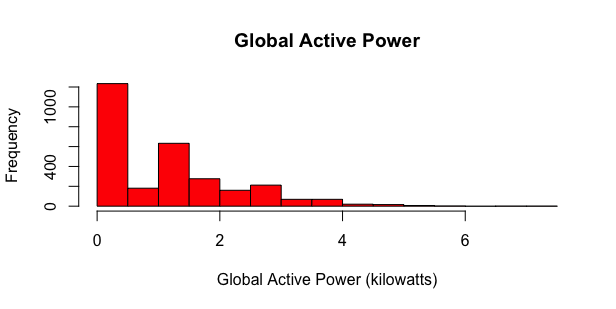 Global Active Power
Frequency
1000
400
0
0 2 4 6
Global Active Power (kilowatts)